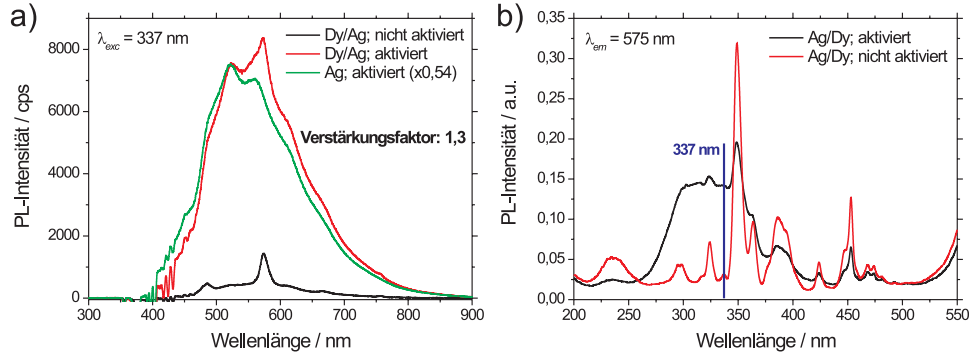 a)
λexc = 337 nm
Dy/Ag; nicht aktiviert
Dy/Ag; aktiviert
Ag; aktiviert (x0,54)
Verstärkungsfaktor: 1,3
PL-Intensität / cps
8000
6000
4000
2000
0
300 400 500 600 700 800 900
Wellenlänge / nm
b)
λem = 575 nm
Ag/Dy; aktiviert
Ag/Dy; nicht aktiviert
337 nm
PL-Intensität / a.u.
0,35
0,30
0,25
0,20
0,15
0,10
0,05
0,00
200 250 300 350 400 450 500 550
Wellenlänge / nm